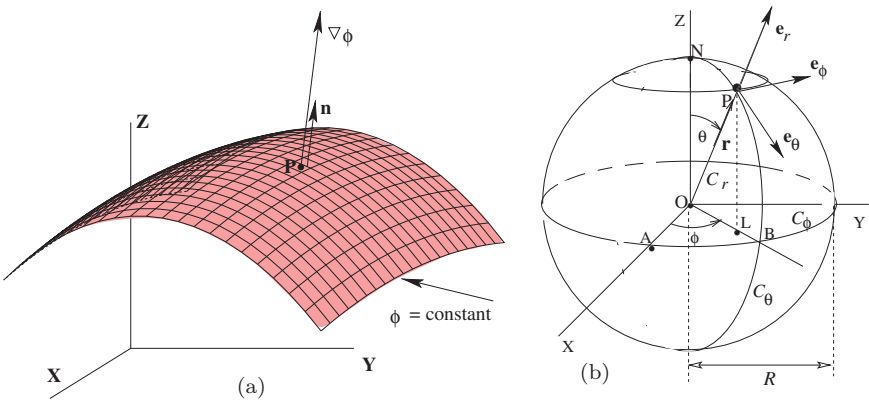 ∇ϕ
n
Z
P
ϕ = constant
X
Y
(a)
Z
e_r
N
e_ϕ
P
θ
r
e_θ
C_r
O
C_ϕ
Y
A
ϕ
L
B
C_θ
X
(b)
R